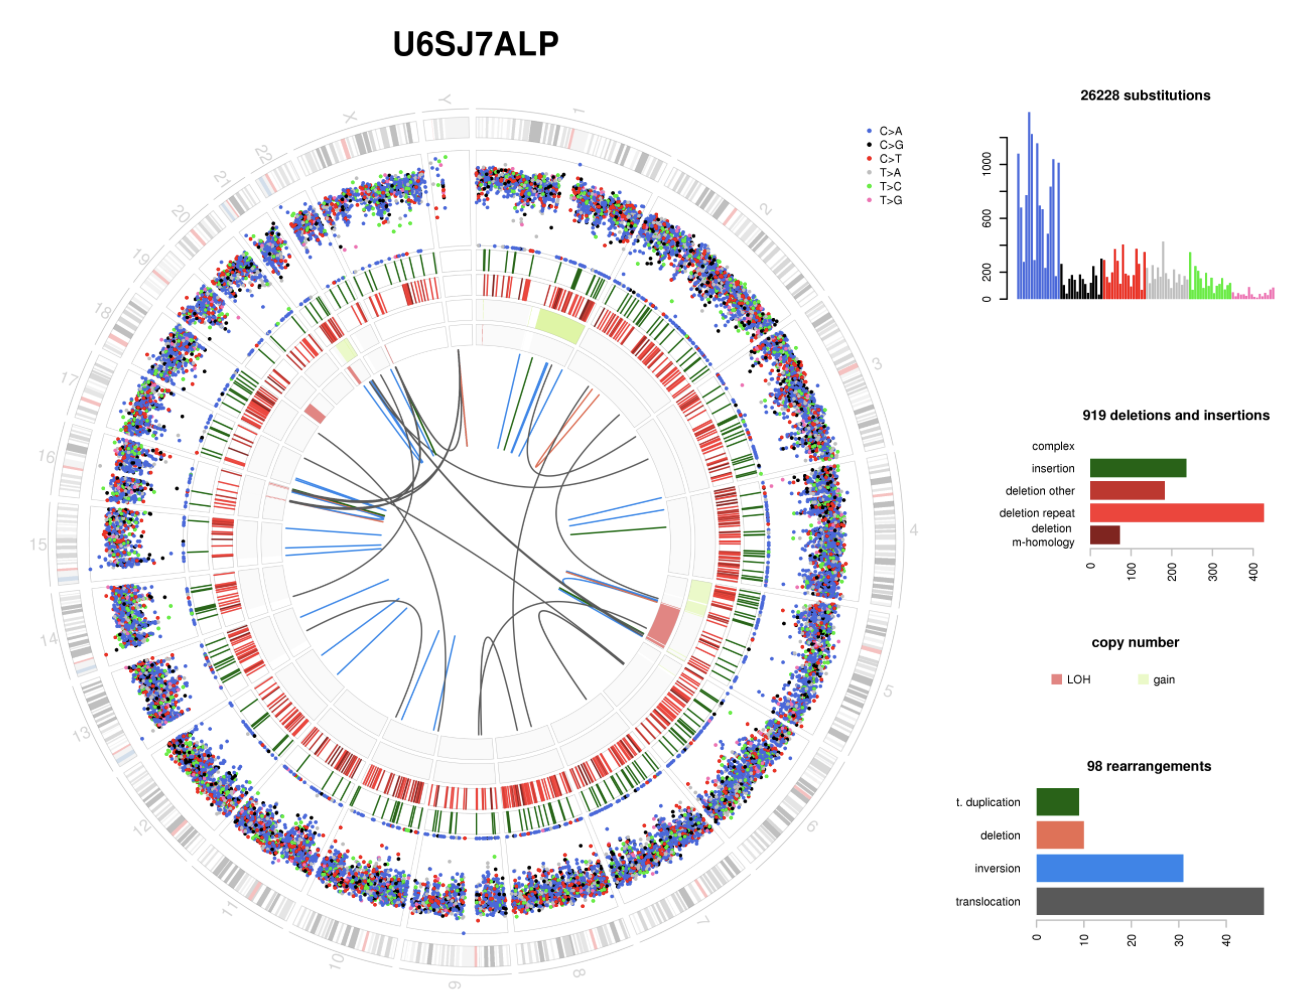 U6SJ7ALP
1
2
3
4
5
6
7
8
9
10
11
12
13
14
15
16
17
18
19
20
21
22
X
Y
C>A
C>G
C>T
T>A
T>C
T>G
26228 substitutions
1000
600
200
0
919 deletions and insertions
complex
insertion
deletion other
deletion repeat
deletion
m-homology
0
100
200
300
400
copy number
LOH
gain
98 rearrangements
t. duplication
deletion
inversion
translocation
0
10
20
30
40